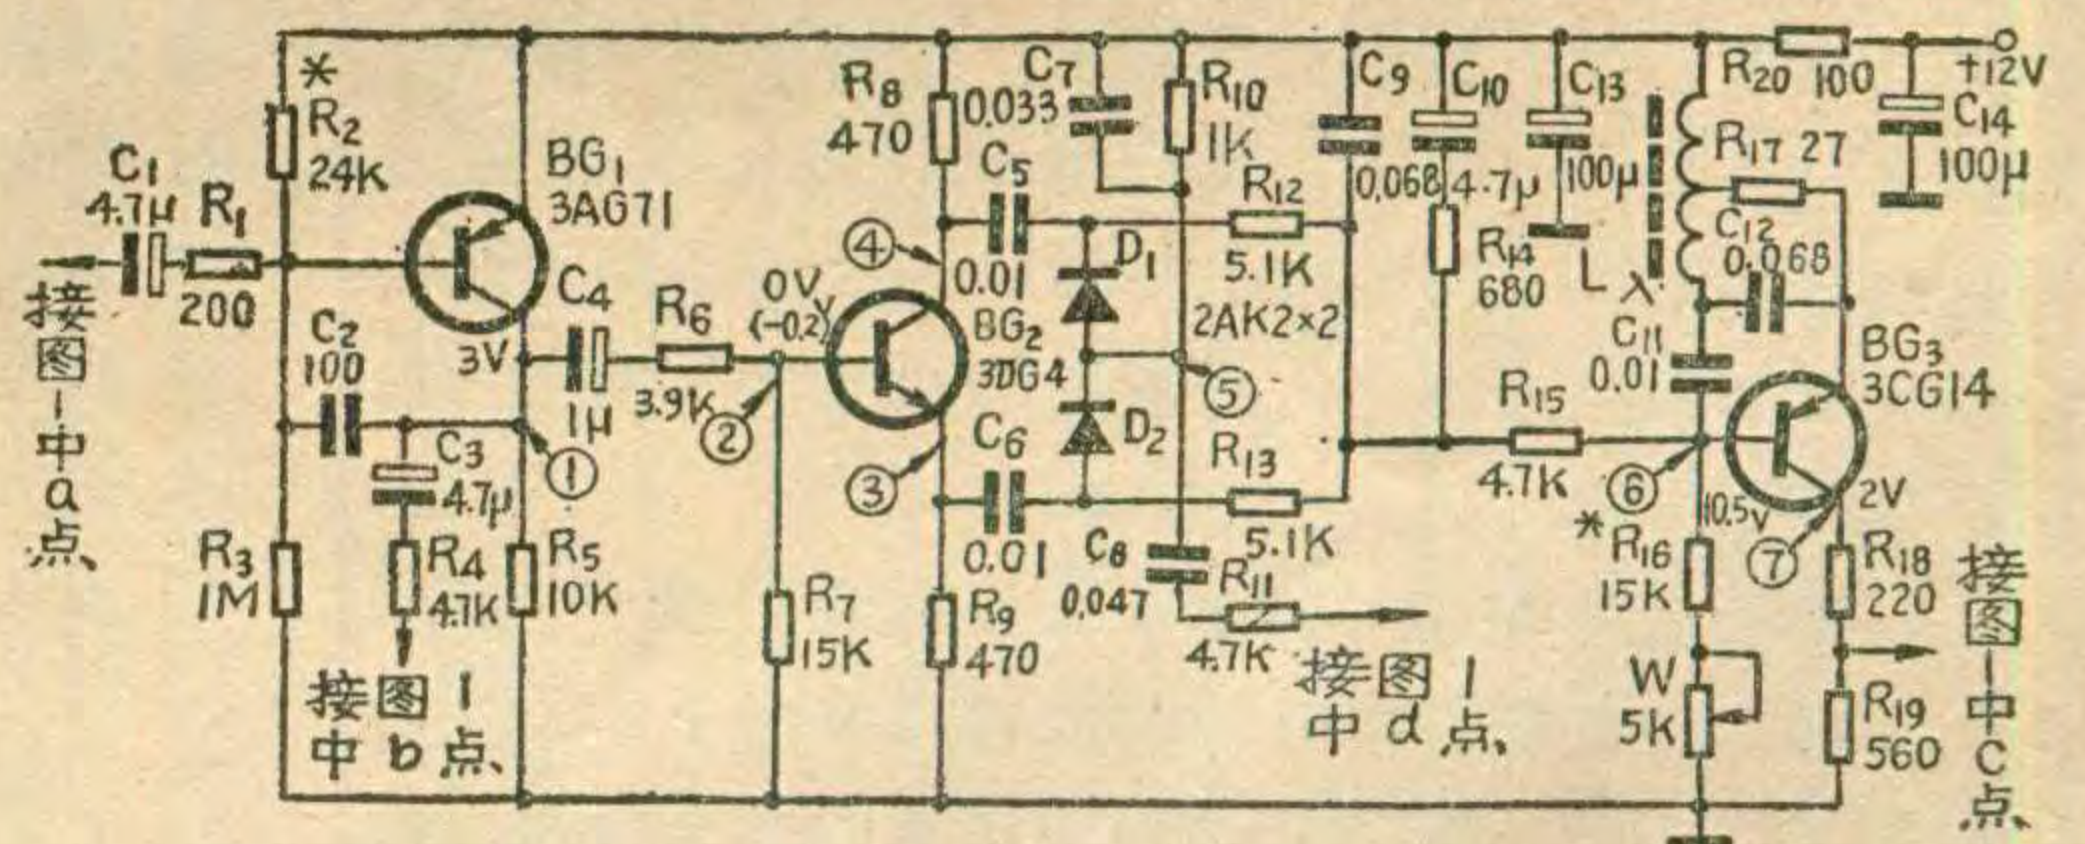 接图一中a点
C1
4.7μ
R1
200
*
R2
24K
BG1
3AG71
C2
100
3V
C3
4.7μ
①
R3
1M
R4
4.7K
R5
10K
接图1
中b点
C4
1μ
R6
3.9K
②
0V
(-0.2)V
R7
15K
R8
470
④
③
BG2
3DG4
C5
0.01
C6
0.01
R9
470
C7
0.033
R10
1K
D1
D2
R12
5.1K
2AK2×2
⑤
R13
5.1K
C8
0.047
R11
4.7K
接图1
中d点
C9
0.068
C10
4.7μ
R14
680
C13
100μ
Lλ
R15
4.7K
⑥
C11
0.01
C12
0.068
R17 27
R20 100
+12V
C14
100μ
BG3
3CG14
10.5V
2V
⑦
*R16
15K
W
5K
R18
220
R19
560
接图一中C点